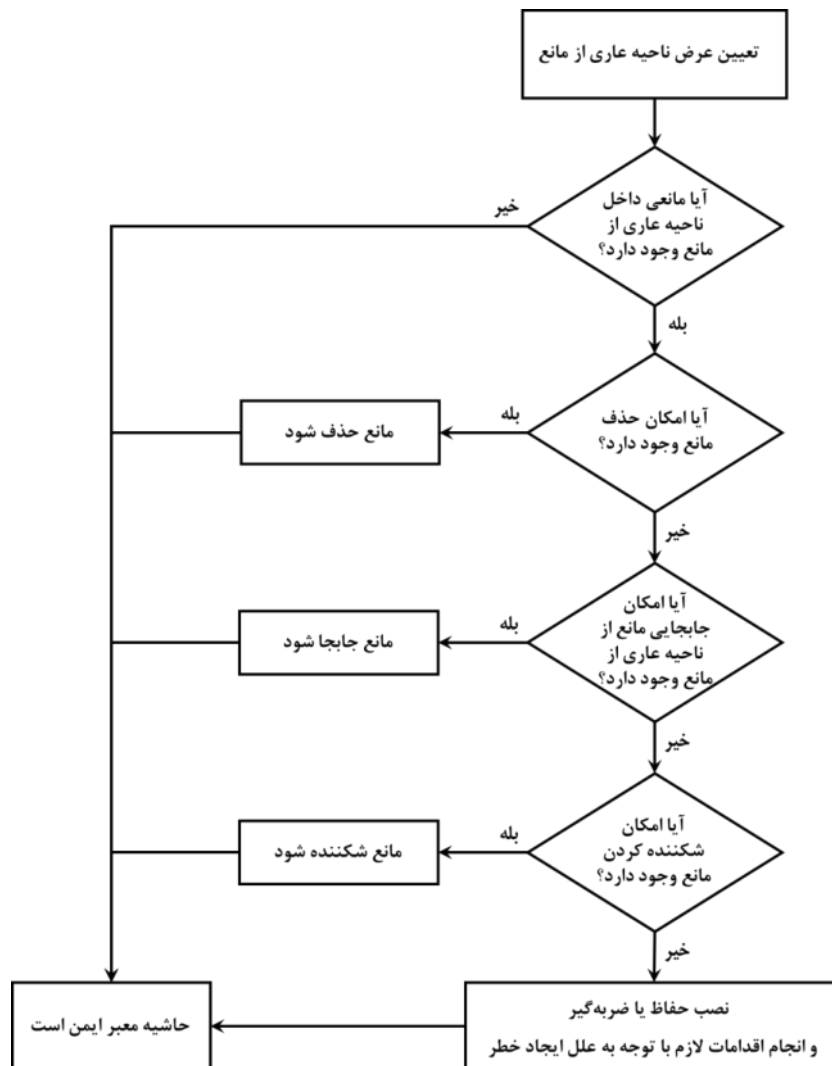 تعیین عرض ناحیه عاری از مانع
آیا مانعی داخل
ناحیه عاری از
مانع وجود دارد؟
خیر
بله
آیا امکان حذف
مانع وجود دارد؟
بله
مانع حذف شود
خیر
آیا امکان
جابجایی مانع از
ناحیه عاری از
مانع وجود دارد؟
بله
مانع جابجا شود
خیر
آیا امکان
شکننده کردن
مانع وجود دارد؟
بله
مانع شکننده شود
خیر
نصب حفاظ یا ضربه‌گیر
و انجام اقدامات لازم با توجه به علل ایجاد خطر
حاشیه معبر ایمن است